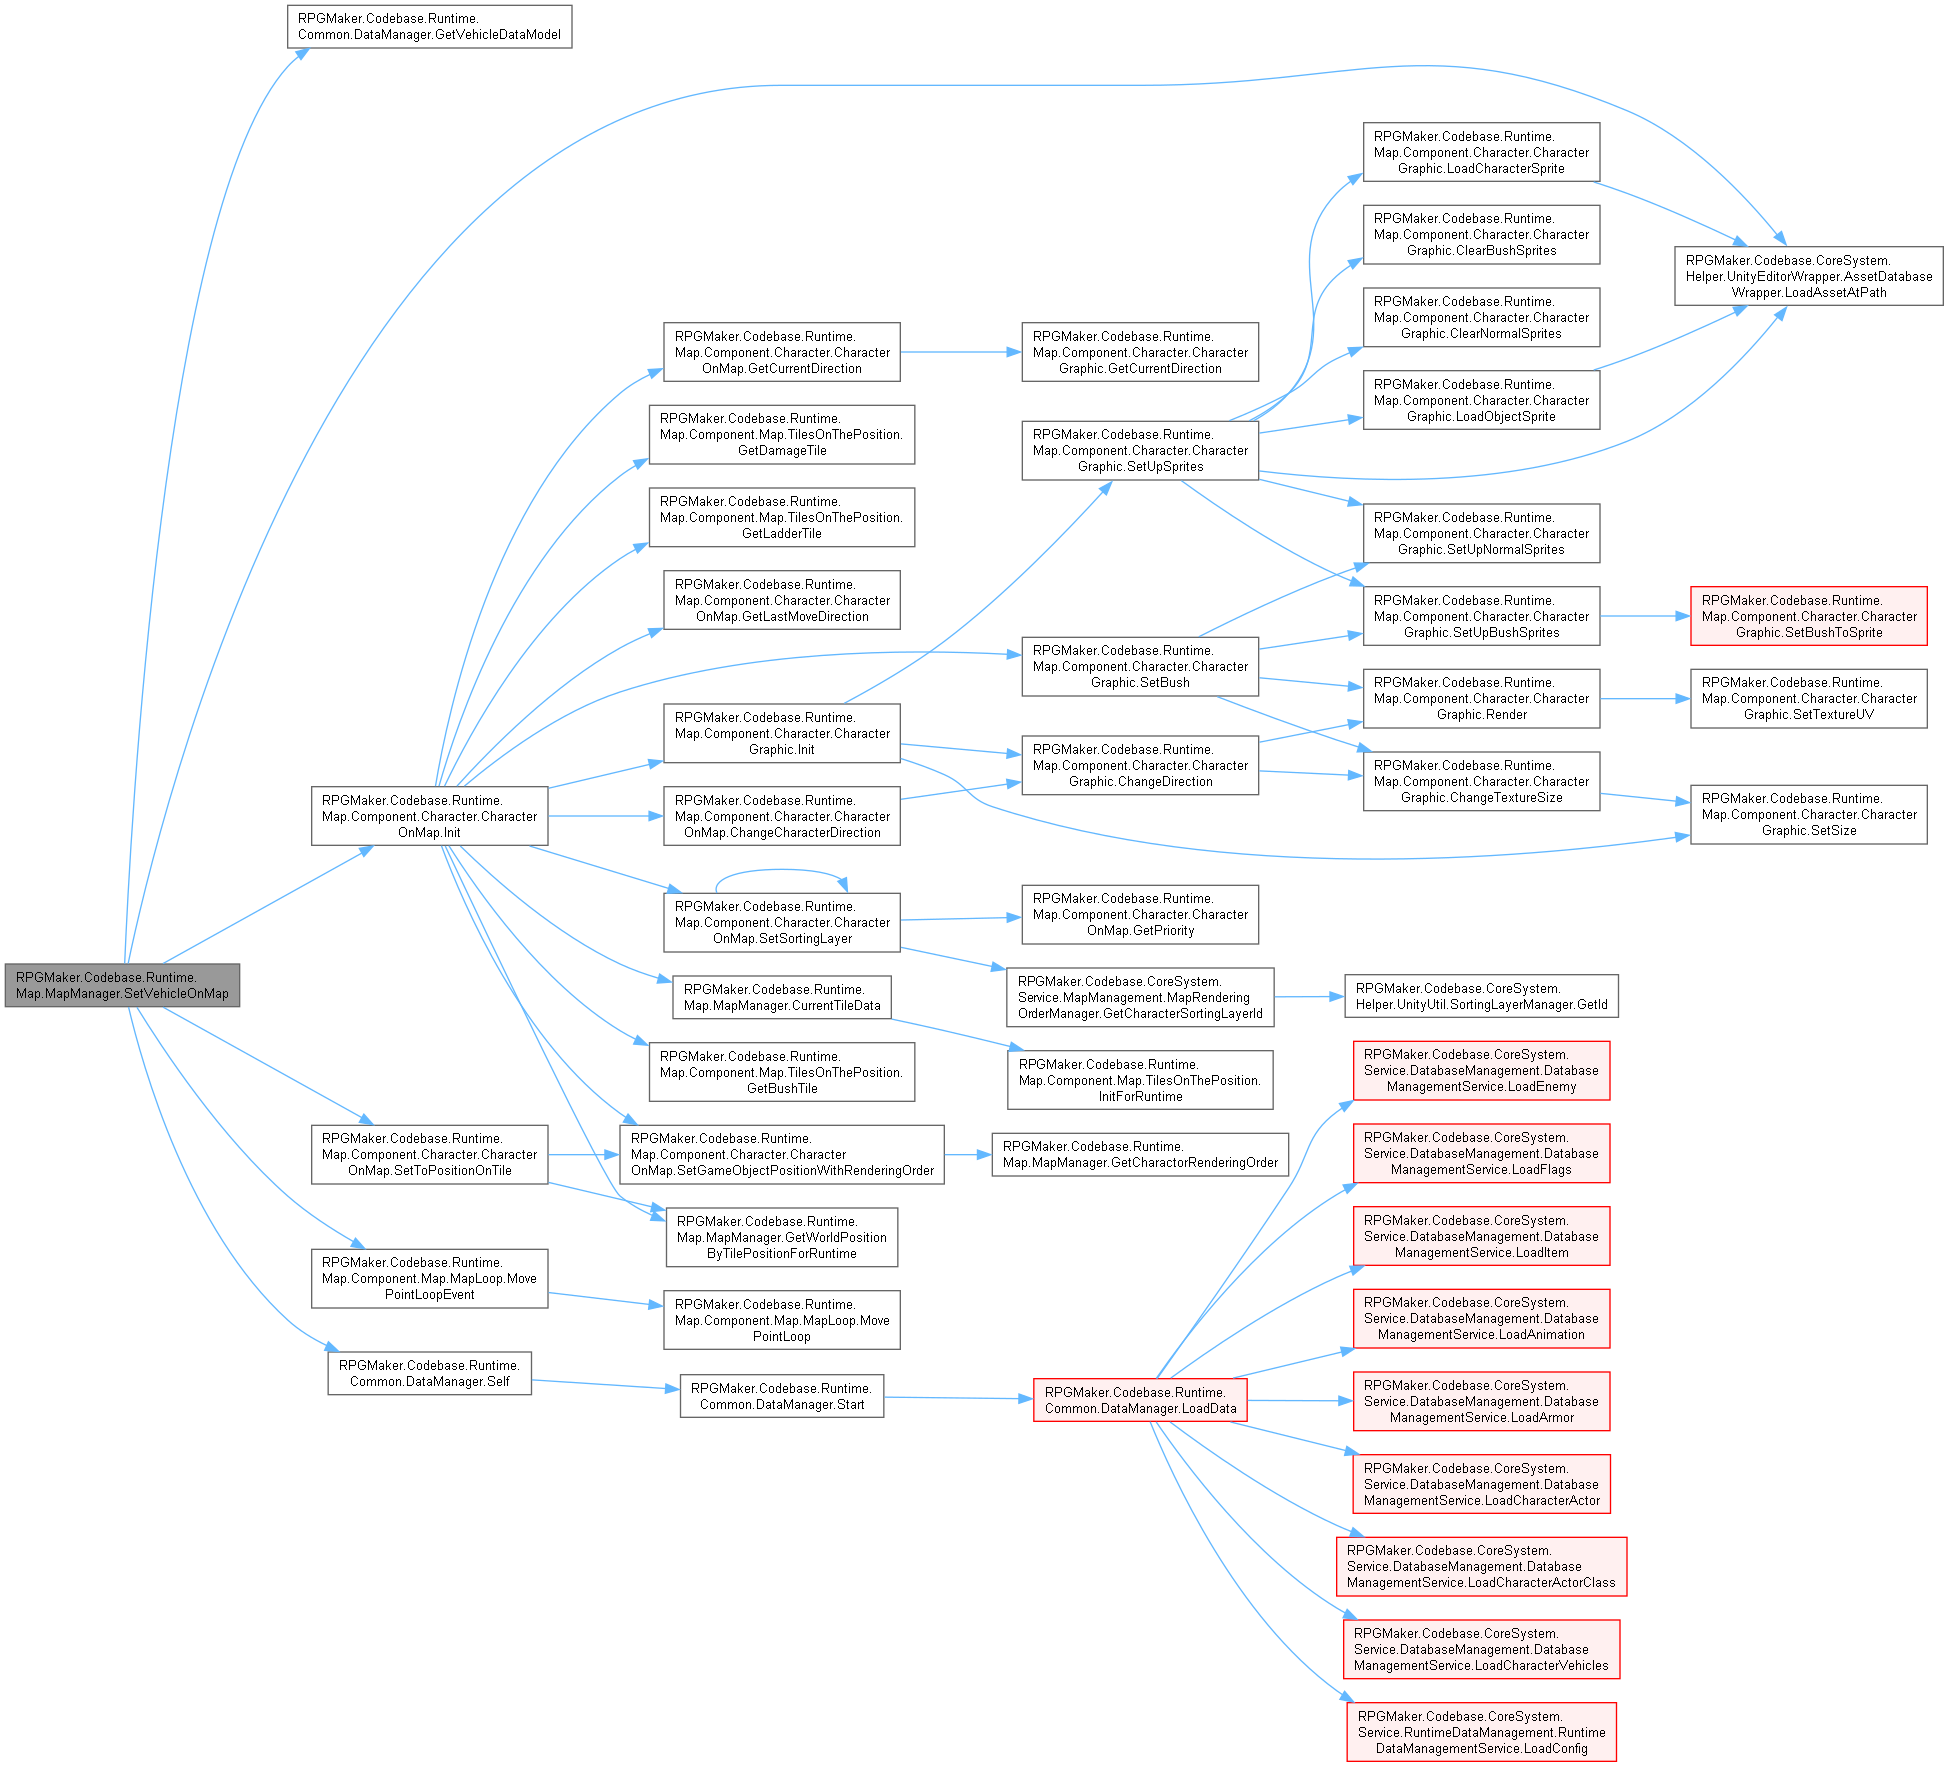 RPGMaker.Codebase.Runtime.
Common.DataManager.GetVehicleDataModel
RPGMaker.Codebase.Runtime.
Map.Component.Character.Character
Graphic.LoadCharacterSprite
RPGMaker.Codebase.Runtime.
Map.Component.Character.Character
Graphic.ClearBushSprites
RPGMaker.Codebase.CoreSystem.
Helper.UnityEditorWrapper.AssetDatabase
Wrapper.LoadAssetAtPath
RPGMaker.Codebase.Runtime.
Map.Component.Character.Character
Graphic.ClearNormalSprites
RPGMaker.Codebase.Runtime.
Map.Component.Character.Character
OnMap.GetCurrentDirection
RPGMaker.Codebase.Runtime.
Map.Component.Character.Character
Graphic.GetCurrentDirection
RPGMaker.Codebase.Runtime.
Map.Component.Character.Character
Graphic.LoadObjectSprite
RPGMaker.Codebase.Runtime.
Map.Component.Map.TilesOnThePosition.
GetDamageTile
RPGMaker.Codebase.Runtime.
Map.Component.Character.Character
Graphic.SetUpSprites
RPGMaker.Codebase.Runtime.
Map.Component.Map.TilesOnThePosition.
GetLadderTile
RPGMaker.Codebase.Runtime.
Map.Component.Character.Character
Graphic.SetUpNormalSprites
RPGMaker.Codebase.Runtime.
Map.Component.Character.Character
OnMap.GetLastMoveDirection
RPGMaker.Codebase.Runtime.
Map.Component.Character.Character
Graphic.SetUpBushSprites
RPGMaker.Codebase.Runtime.
Map.Component.Character.Character
Graphic.SetBushToSprite
RPGMaker.Codebase.Runtime.
Map.Component.Character.Character
Graphic.SetBush
RPGMaker.Codebase.Runtime.
Map.Component.Character.Character
Graphic.Render
RPGMaker.Codebase.Runtime.
Map.Component.Character.Character
Graphic.SetTextureUV
RPGMaker.Codebase.Runtime.
Map.Component.Character.Character
Graphic.Init
RPGMaker.Codebase.Runtime.
Map.Component.Character.Character
Graphic.ChangeDirection
RPGMaker.Codebase.Runtime.
Map.Component.Character.Character
Graphic.ChangeTextureSize
RPGMaker.Codebase.Runtime.
Map.Component.Character.Character
OnMap.Init
RPGMaker.Codebase.Runtime.
Map.Component.Character.Character
OnMap.ChangeCharacterDirection
RPGMaker.Codebase.Runtime.
Map.Component.Character.Character
Graphic.SetSize
RPGMaker.Codebase.Runtime.
Map.Component.Character.Character
OnMap.SetSortingLayer
RPGMaker.Codebase.Runtime.
Map.Component.Character.Character
OnMap.GetPriority
RPGMaker.Codebase.Runtime.
Map.MapManager.SetVehicleOnMap
RPGMaker.Codebase.Runtime.
Map.MapManager.CurrentTileData
RPGMaker.Codebase.CoreSystem.
Service.MapManagement.MapRendering
OrderManager.GetCharacterSortingLayerId
RPGMaker.Codebase.CoreSystem.
Helper.UnityUtil.SortingLayerManager.GetId
RPGMaker.Codebase.Runtime.
Map.Component.Map.TilesOnThePosition.
GetBushTile
RPGMaker.Codebase.Runtime.
Map.Component.Map.TilesOnThePosition.
InitForRuntime
RPGMaker.Codebase.CoreSystem.
Service.DatabaseManagement.Database
ManagementService.LoadEnemy
RPGMaker.Codebase.Runtime.
Map.Component.Character.Character
OnMap.SetToPositionOnTile
RPGMaker.Codebase.Runtime.
Map.Component.Character.Character
OnMap.SetGameObjectPositionWithRenderingOrder
RPGMaker.Codebase.Runtime.
Map.MapManager.GetCharactorRenderingOrder
RPGMaker.Codebase.CoreSystem.
Service.DatabaseManagement.Database
ManagementService.LoadFlags
RPGMaker.Codebase.Runtime.
Map.MapManager.GetWorldPosition
ByTilePositionForRuntime
RPGMaker.Codebase.CoreSystem.
Service.DatabaseManagement.Database
ManagementService.LoadItem
RPGMaker.Codebase.Runtime.
Map.Component.Map.MapLoop.Move
PointLoopEvent
RPGMaker.Codebase.Runtime.
Map.Component.Map.MapLoop.Move
PointLoop
RPGMaker.Codebase.CoreSystem.
Service.DatabaseManagement.Database
ManagementService.LoadAnimation
RPGMaker.Codebase.Runtime.
Common.DataManager.Self
RPGMaker.Codebase.Runtime.
Common.DataManager.Start
RPGMaker.Codebase.Runtime.
Common.DataManager.LoadData
RPGMaker.Codebase.CoreSystem.
Service.DatabaseManagement.Database
ManagementService.LoadArmor
RPGMaker.Codebase.CoreSystem.
Service.DatabaseManagement.Database
ManagementService.LoadCharacterActor
RPGMaker.Codebase.CoreSystem.
Service.DatabaseManagement.Database
ManagementService.LoadCharacterActorClass
RPGMaker.Codebase.CoreSystem.
Service.DatabaseManagement.Database
ManagementService.LoadCharacterVehicles
RPGMaker.Codebase.CoreSystem.
Service.RuntimeDataManagement.Runtime
DataManagementService.LoadConfig